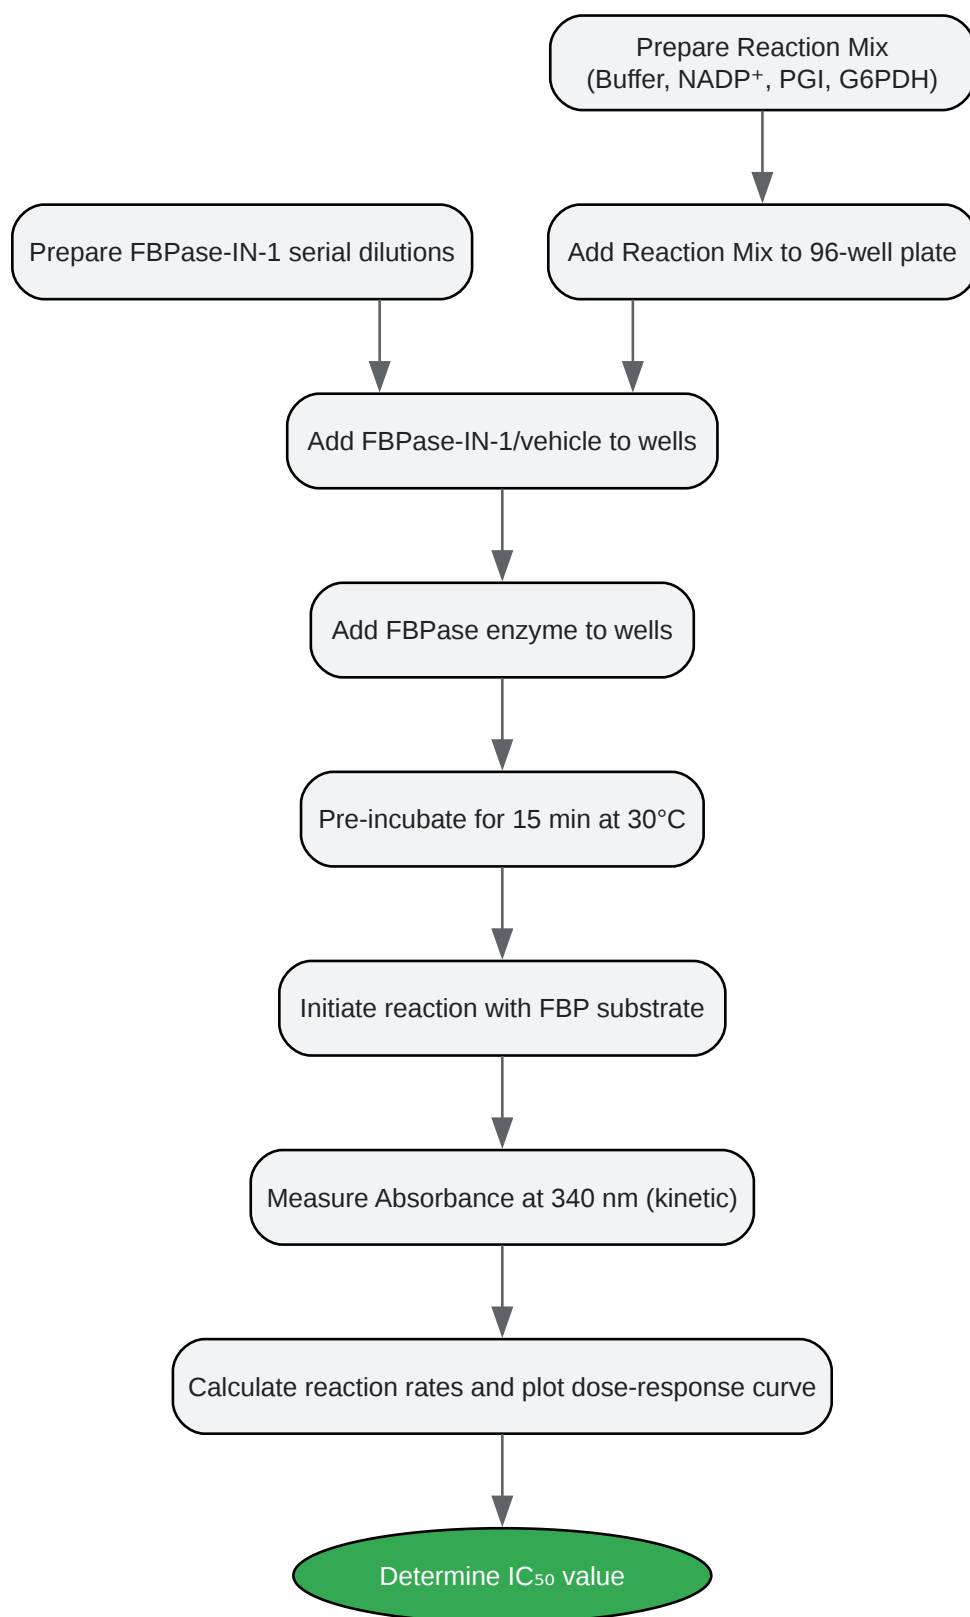 Prepare Reaction Mix
(Buffer, NADP⁺, PGI, G6PDH)
Prepare FBPase-IN-1 serial dilutions
Add Reaction Mix to 96-well plate
Add FBPase-IN-1/vehicle to wells
Add FBPase enzyme to wells
Pre-incubate for 15 min at 30°C
Initiate reaction with FBP substrate
Measure Absorbance at 340 nm (kinetic)
Calculate reaction rates and plot dose-response curve
Determine IC₅₀ value